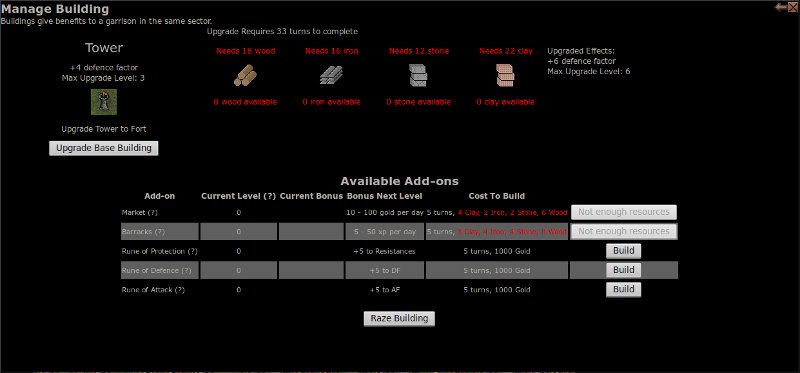 Manage Building
Buildings give benefits to a garrison in the same sector.
Upgrade Requires 33 turns to complete
Tower
+4 defence factor
Max Upgrade Level: 3
Upgrade Tower to Fort
Upgrade Base Building
Needs 18 wood Needs 16 iron Needs 12 stone Needs 22 clay
0 wood available 0 iron available 0 stone available 0 clay available
Upgraded Effects:
+6 defence factor
Max Upgrade Level: 6
Available Add-ons
Add-on Current Level (?) Current Bonus Bonus Next Level Cost To Build
Market (?) 0 10 - 100 gold per day 5 turns, 4 Clay, 2 Iron, 2 Stone, 6 Wood Not enough resources
Barracks (?) 0 5 - 50 xp per day 5 turns, Clay, 4 Iron, 4 Stone, 8 Wood Not enough resources
Rune of Protection (?) 0 +5 to Resistances 5 turns, 1000 Gold Build
Rune of Defence (?) 0 +5 to DF 5 turns, 1000 Gold Build
Rune of Attack (?) 0 +5 to AF 5 turns, 1000 Gold Build
Raze Building